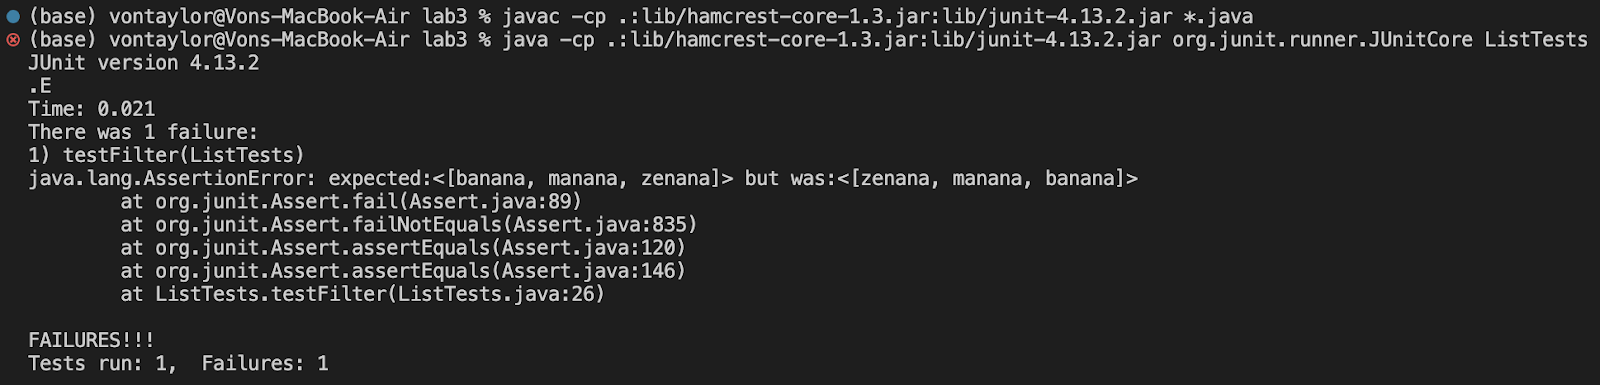 (base) vontaylor@Vons-MacBook-Air lab3 % javac -cp .:lib/hamcrest-core-1.3.jar:lib/junit-4.13.2.jar *.java
(base) vontaylor@Vons-MacBook-Air lab3 % java -cp .:lib/hamcrest-core-1.3.jar:lib/junit-4.13.2.jar org.junit.runner.JUnitCore ListTests
JUnit version 4.13.2
.E
Time: 0.021
There was 1 failure:
1) testFilter(ListTests)
java.lang.AssertionError: expected:<[banana, manana, zenana]> but was:<[zenana, manana, banana]>
        at org.junit.Assert.fail(Assert.java:89)
        at org.junit.Assert.failNotEquals(Assert.java:835)
        at org.junit.Assert.assertEquals(Assert.java:120)
        at org.junit.Assert.assertEquals(Assert.java:146)
        at ListTests.testFilter(ListTests.java:26)

FAILURES!!!
Tests run: 1,  Failures: 1